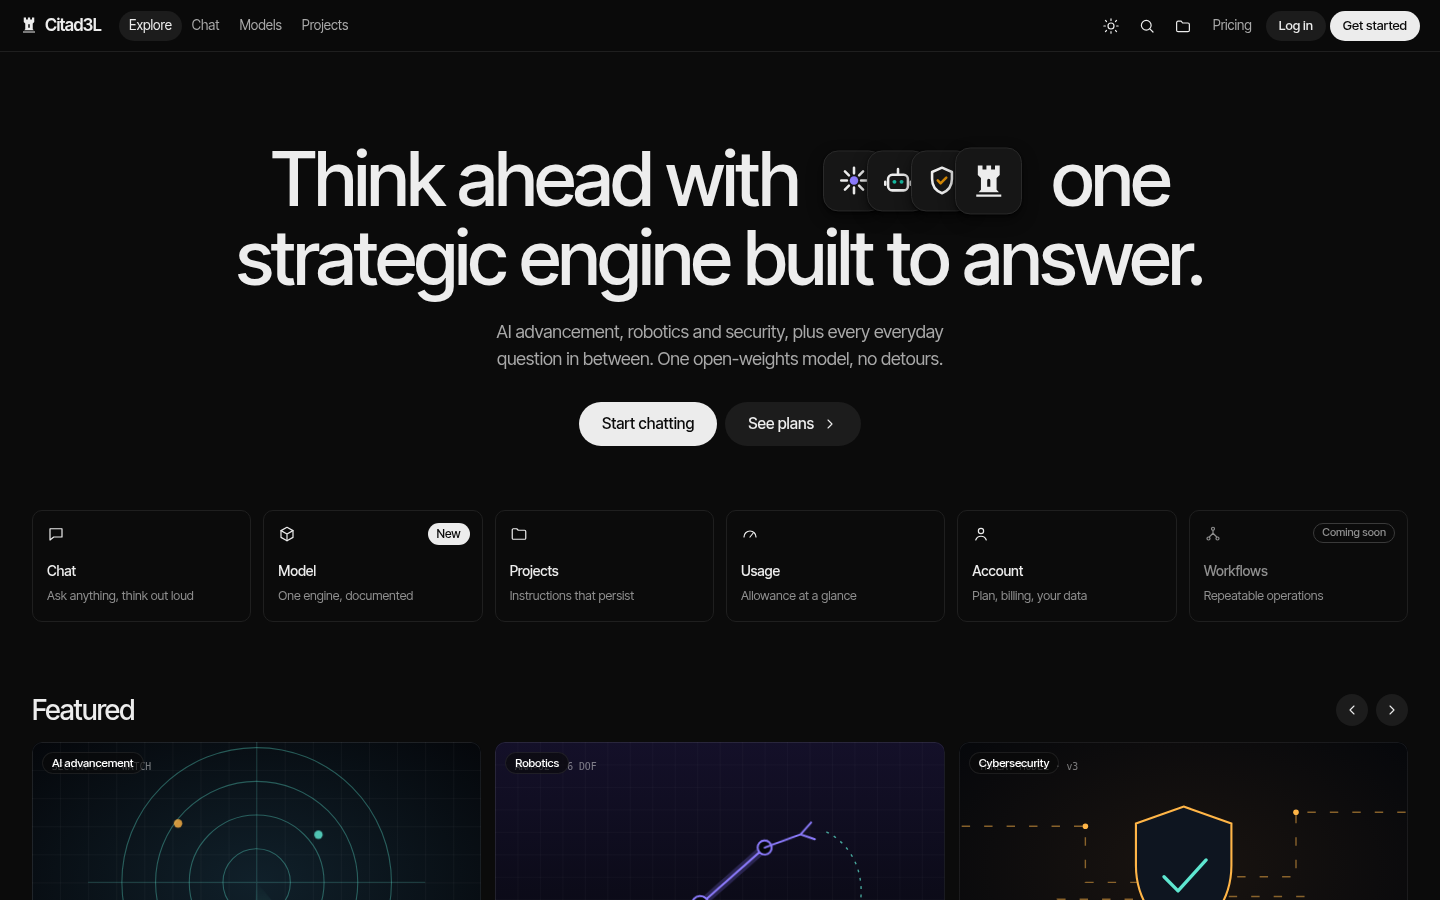 Citad3L Explore Chat Models Projects Pricing Log in Get started
Think ahead with one
strategic engine built to answer.
AI advancement, robotics and security, plus every everyday
question in between. One open-weights model, no detours.
Start chatting See plans
Chat
Ask anything, think out loud
New
Model
One engine, documented
Projects
Instructions that persist
Usage
Allowance at a glance
Account
Plan, billing, your data
Coming soon
Workflows
Repeatable operations
Featured
AI advancement
Robotics 6 DOF
Cybersecurity v3